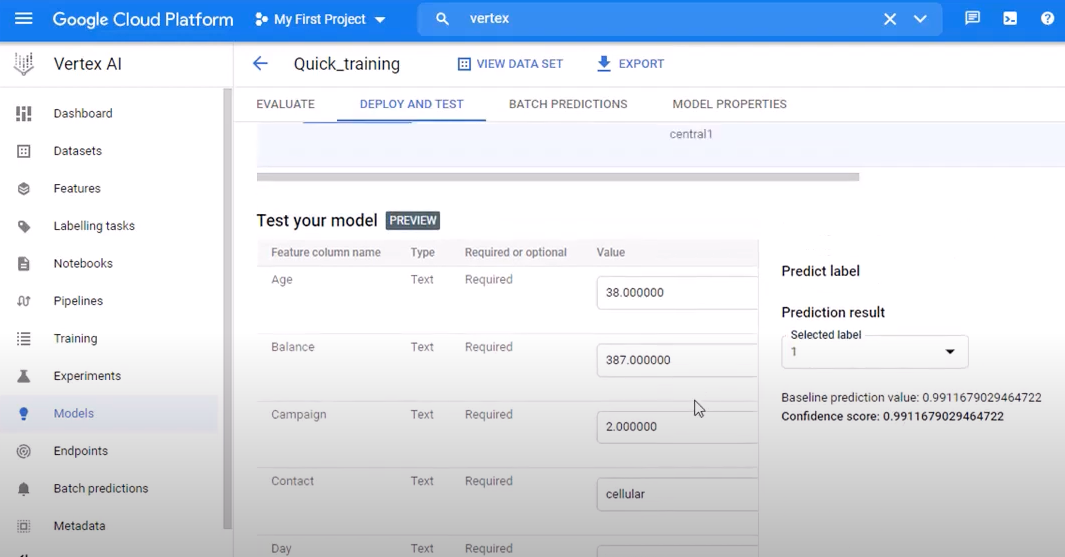 Google Cloud Platform
My First Project
vertex
Vertex AI
Quick_training
VIEW DATA SET
EXPORT
EVALUATE
DEPLOY AND TEST
BATCH PREDICTIONS
MODEL PROPERTIES
Dashboard
Datasets
Features
Labelling tasks
Notebooks
Pipelines
Training
Experiments
Models
Endpoints
Batch predictions
Metadata
central1
Test your model PREVIEW
Feature column name Type Required or optional Value
Age Text Required 38.000000
Balance Text Required 387.000000
Campaign Text Required 2.000000
Contact Text Required cellular
Day Text Required
Predict label
Prediction result
Selected label
1
Baseline prediction value: 0.9911679029464722
Confidence score: 0.9911679029464722